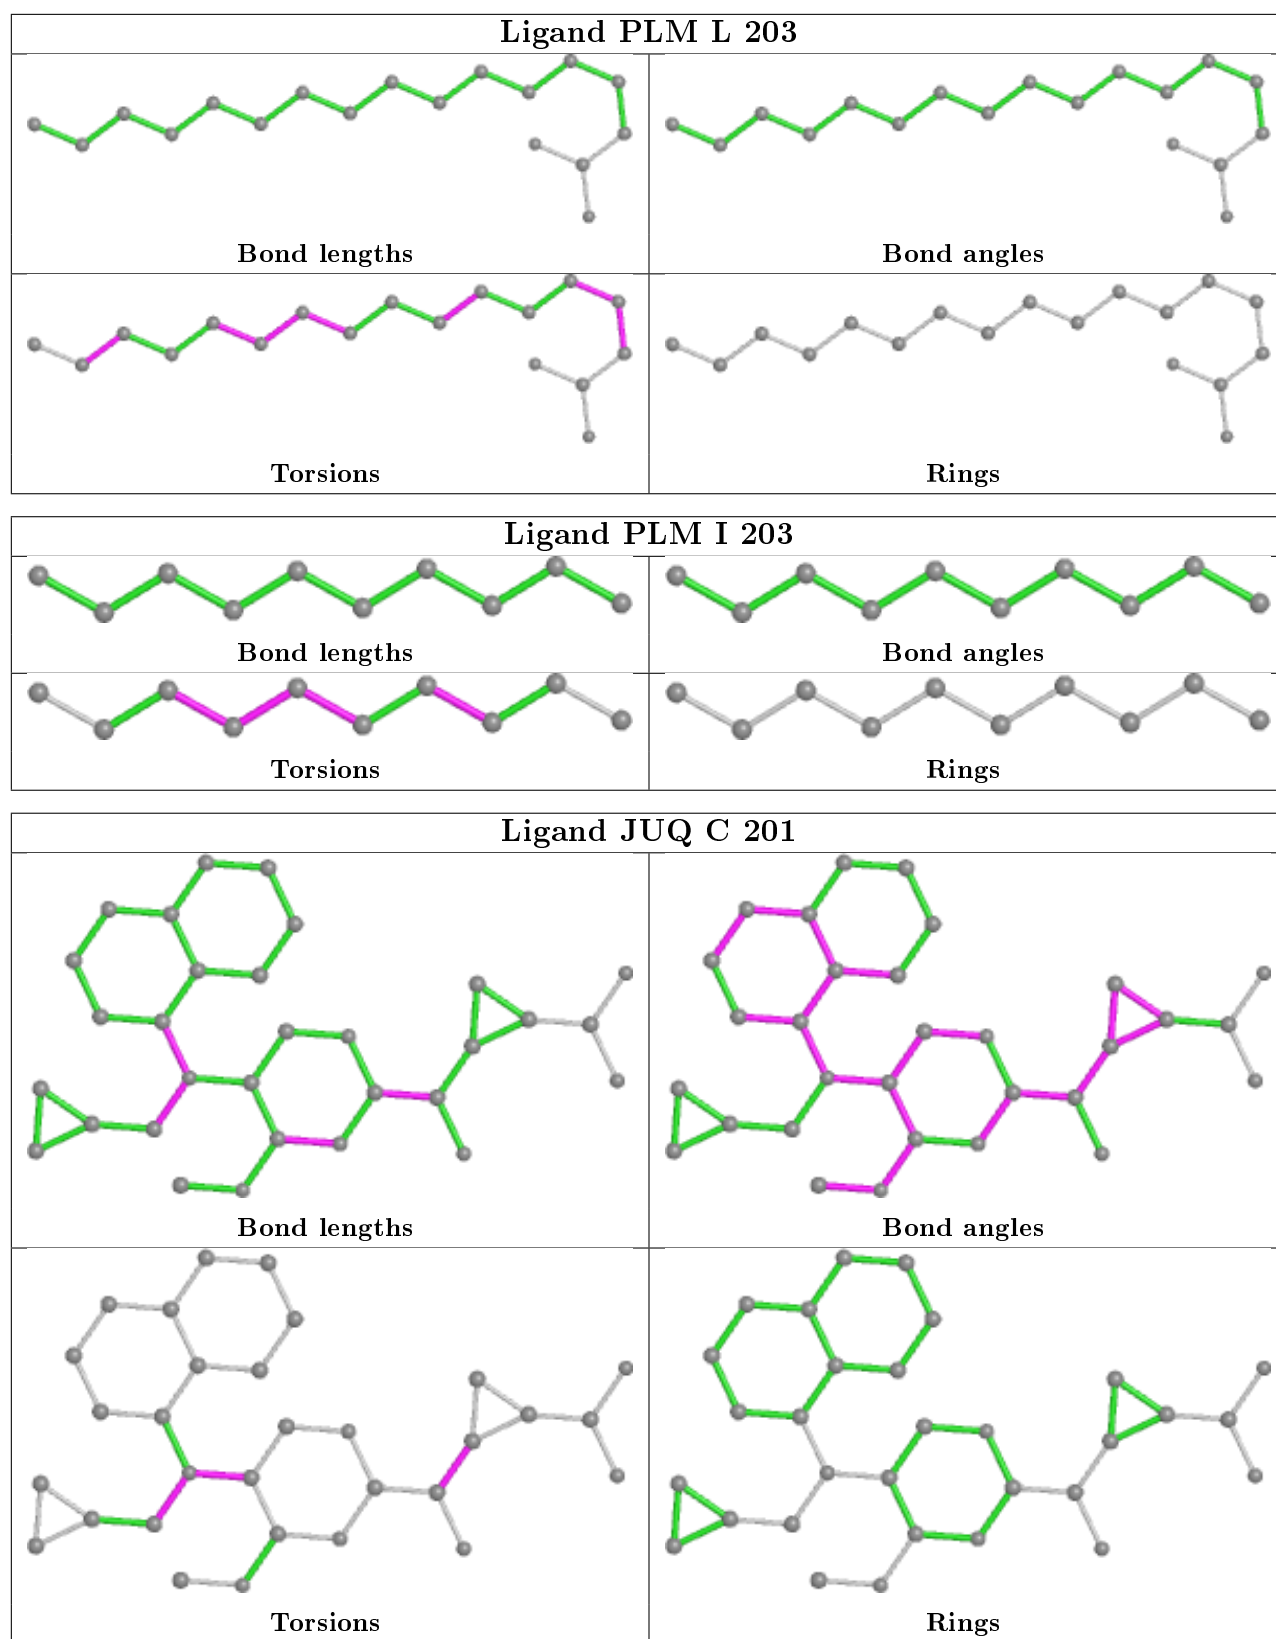 Ligand PLM L 203
Bond lengths
Bond angles
Torsions
Rings
Ligand PLM I 203
Bond lengths
Bond angles
Torsions
Rings
Ligand JUQ C 201
Bond lengths
Bond angles
Torsions
Rings